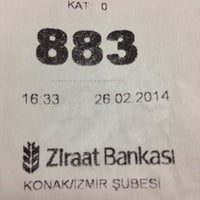 KAT: 0
883
16:33 26.02.2014
Ziraat Bankası
KONAK/İZMİR ŞUBESİ